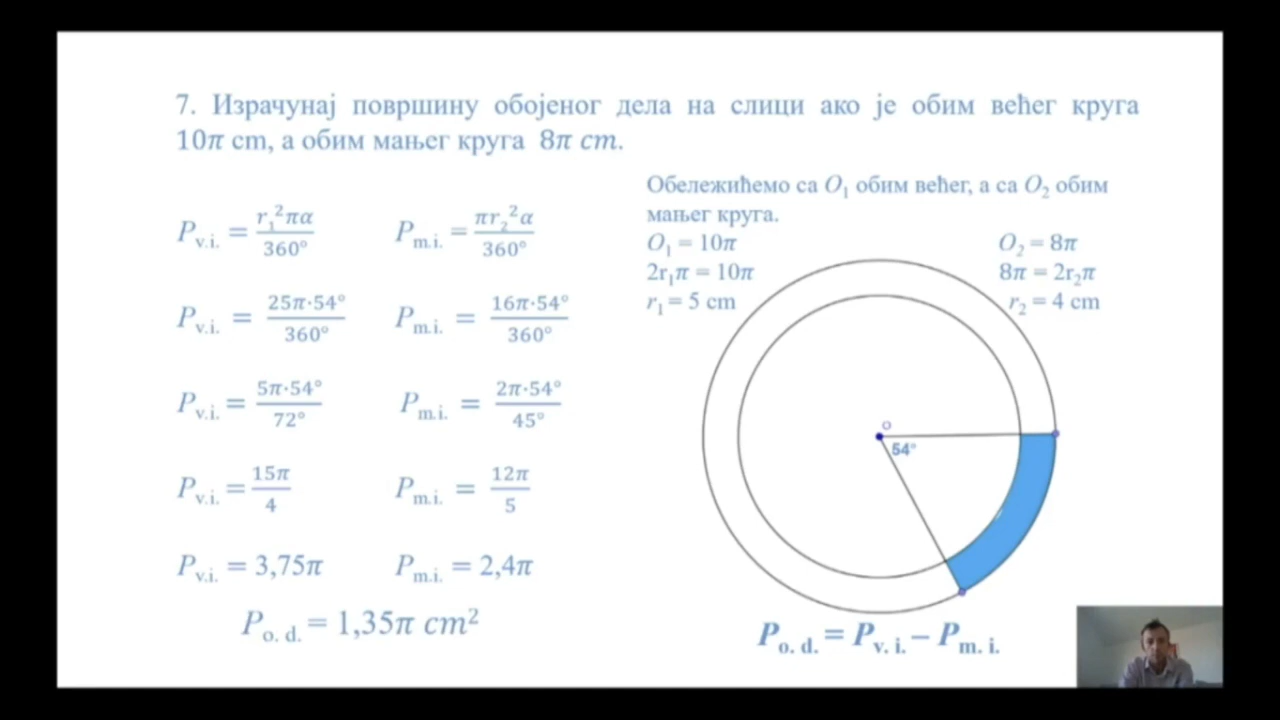 7. Израчунај површину обојеног дела на слици ако је обим већег круга
10π cm, а обим мањег круга 8π cm.
Обележићемо са O₁ обим већег, а са O₂ обим
мањег круга.
O₁ = 10π
O₂ = 8π
2r₁π = 10π
8π = 2r₂π
r₁ = 5 cm
r₂ = 4 cm
P_v.i. = r₁²πα / 360°
P_m.i. = πr₂²α / 360°
P_v.i. = 25π·54° / 360°
P_m.i. = 16π·54° / 360°
P_v.i. = 5π·54° / 72°
P_m.i. = 2π·54° / 45°
P_v.i. = 15π / 4
P_m.i. = 12π / 5
P_v.i. = 3,75π
P_m.i. = 2,4π
P_o. d. = 1,35π cm²
O
54°
P_o. d. = P_v. i. − P_m. i.